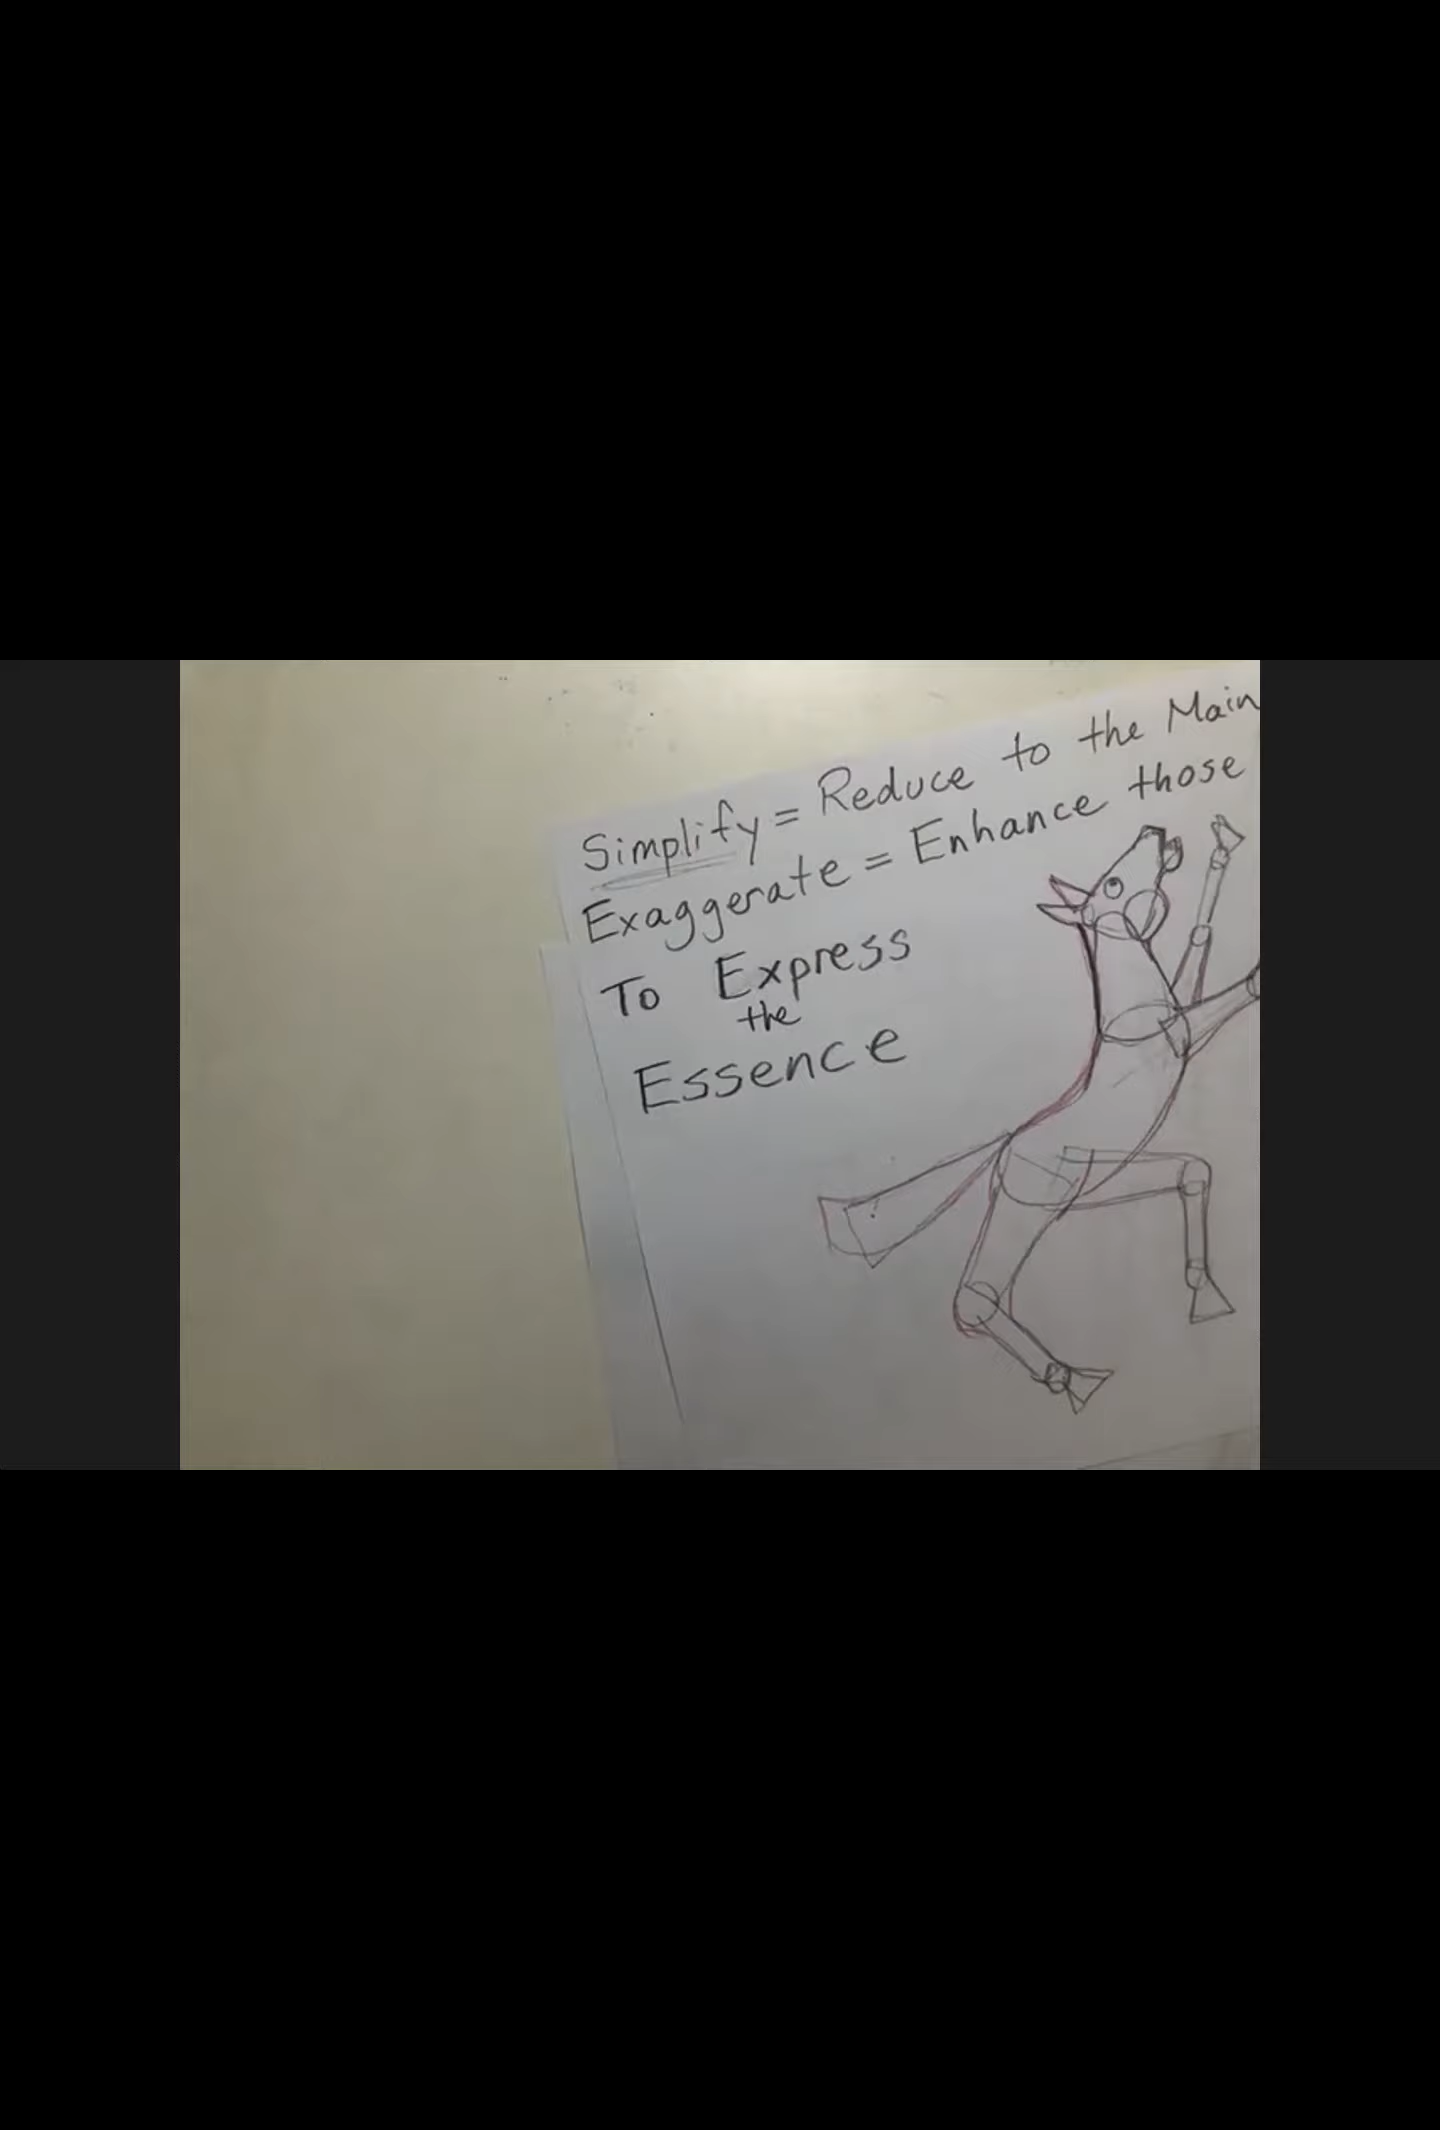 Simplify = Reduce to the Main
Exaggerate = Enhance those
To Express
the
Essence